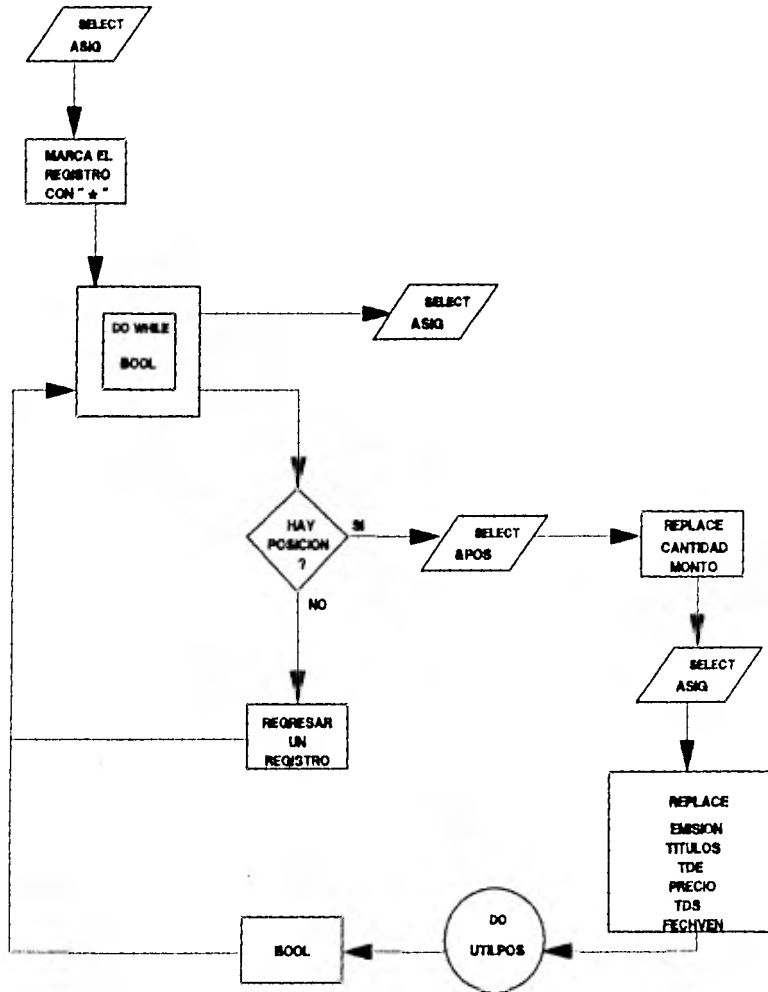 SELECT
ASIG
MARCA EL
REGISTRO
CON " * "
DO WHILE
BOOL
SELECT
ASIG
HAY
POSICION
?
SI
NO
SELECT
&POS
REPLACE
CANTIDAD
MONTO
SELECT
ASIG
REGRESAR
UN
REGISTRO
REPLACE
EMISION
TITULOS
TDE
PRECIO
TDS
FECHVEN
DO
UTILPOS
BOOL